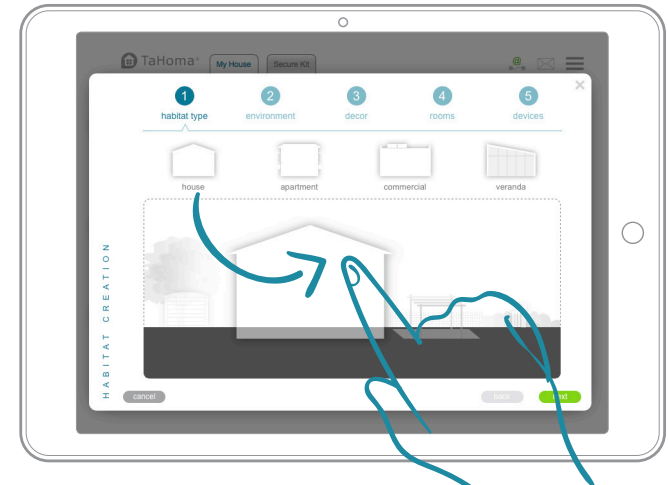 TaHoma®
My House
Secure Kit
@
1 2 3 4 5
habitat type environment decor rooms devices
house apartment commercial veranda
HABITAT CREATION
cancel back next